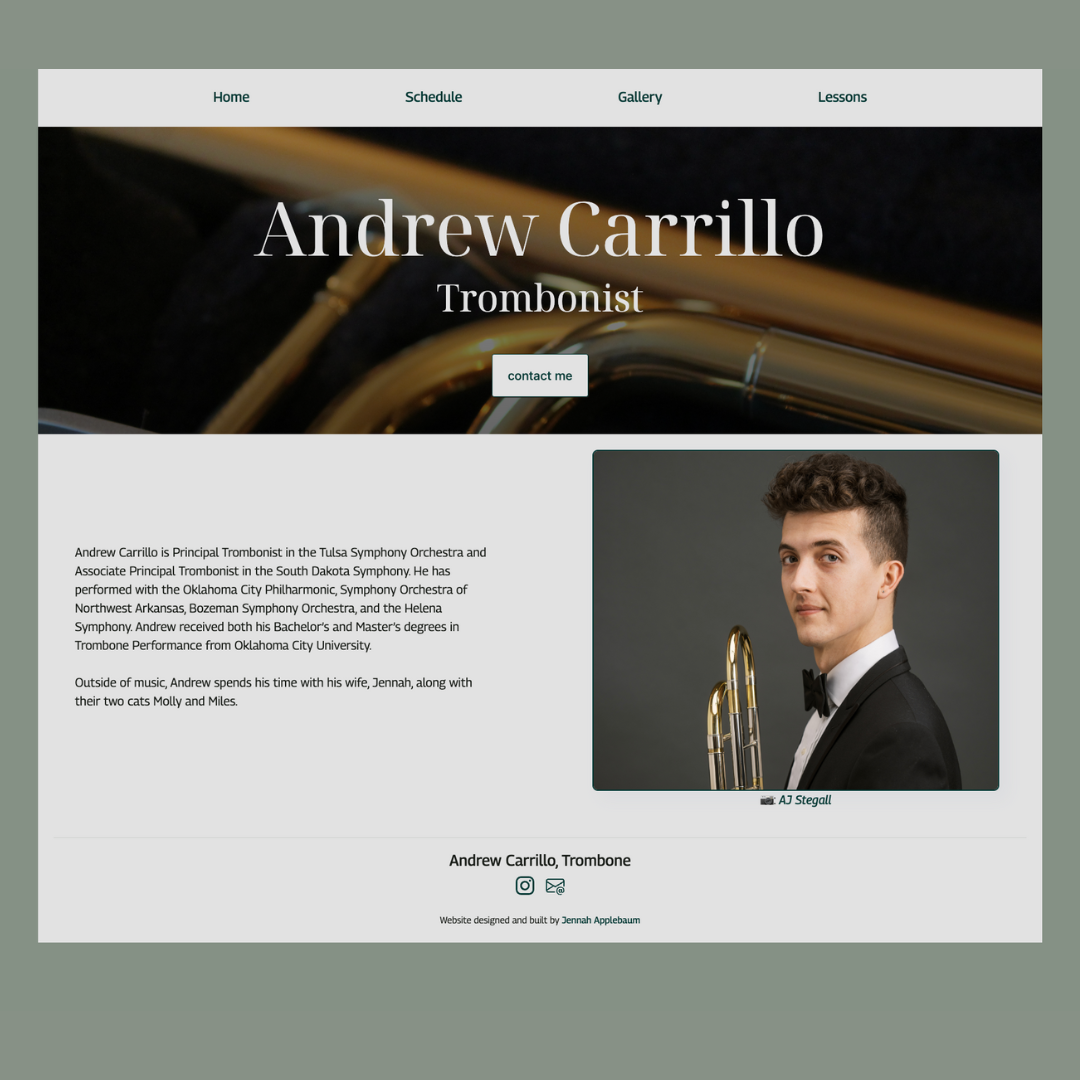 Home Schedule Gallery Lessons
Andrew Carrillo
Trombonist
contact me
Andrew Carrillo is Principal Trombonist in the Tulsa Symphony Orchestra and
Associate Principal Trombonist in the South Dakota Symphony. He has
performed with the Oklahoma City Philharmonic, Symphony Orchestra of
Northwest Arkansas, Bozeman Symphony Orchestra, and the Helena
Symphony. Andrew received both his Bachelor's and Master's degrees in
Trombone Performance from Oklahoma City University.
Outside of music, Andrew spends his time with his wife, Jennah, along with
their two cats Molly and Miles.
📷: AJ Stegall
Andrew Carrillo, Trombone
Website designed and built by Jennah Applebaum